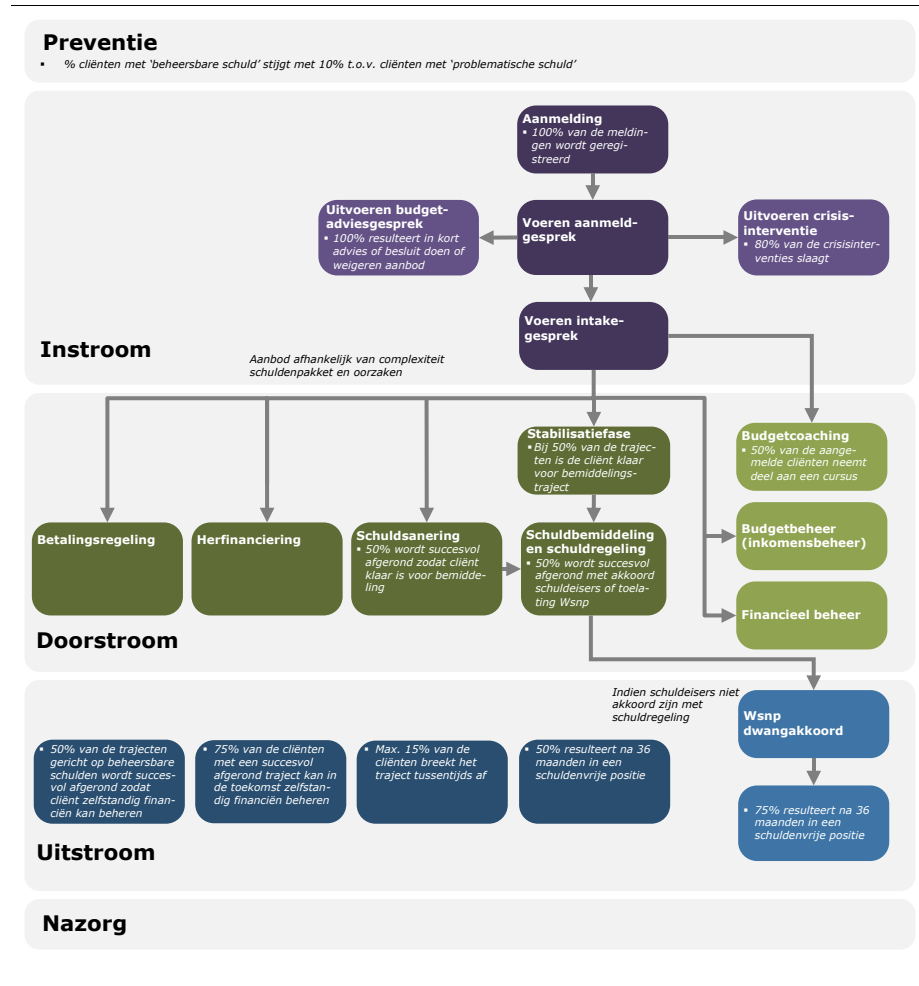 Preventie
▪ % cliënten met ‘beheersbare schuld’ stijgt met 10% t.o.v. cliënten met ‘problematische schuld’
Aanmelding
▪ 100% van de meldin-
gen wordt geregi-
streerd
Uitvoeren budget-
adviesgesprek
▪ 100% resulteert in kort
advies of besluit doen of
weigeren aanbod
Voeren aanmeld-
gesprek
Uitvoeren crisis-
interventie
▪ 80% van de crisisinter-
venties slaagt
Voeren intake-
gesprek
Instroom
Aanbod afhankelijk van complexiteit
schuldenpakket en oorzaken
Stabilisatiefase
▪ Bij 50% van de trajec-
ten is de cliënt klaar
voor bemiddelings-
traject
Budgetcoaching
▪ 50% van de aange-
melde cliënten neemt
deel aan een cursus
Betalingsregeling
Herfinanciering
Schuldsanering
▪ 50% wordt succesvol
afgerond zodat cliënt
klaar is voor bemidde-
ling
Schuldbemiddeling
en schuldregeling
▪ 50% wordt succesvol
afgerond met akkoord
schuldeisers of toela-
ting Wsnp
Budgetbeheer
(inkomensbeheer)
Financieel beheer
Doorstroom
Indien schuldeisers niet
akkoord zijn met
schuldregeling
Wsnp
dwangakkoord
▪ 50% van de trajecten
gericht op beheersbare
schulden wordt succes-
vol afgerond zodat
cliënt zelfstandig finan-
ciën kan beheren
▪ 75% van de cliënten
met een succesvol
afgerond traject kan in
de toekomst zelfstan-
dig financiën beheren
▪ Max. 15% van de
cliënten breekt het
traject tussentijds af
▪ 50% resulteert na 36
maanden in een
schuldenvrije positie
▪ 75% resulteert na 36
maanden in een
schuldenvrije positie
Uitstroom
Nazorg